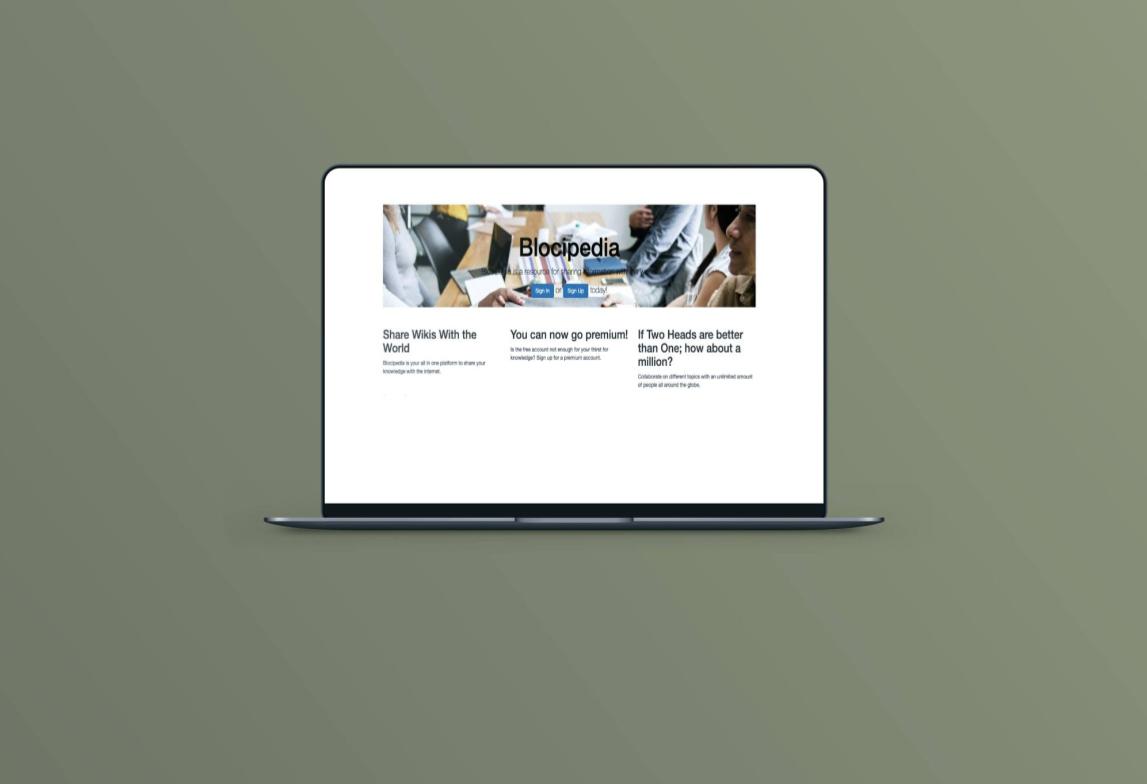 Blocipedia
is a resource for sharing information with
Sign In or Sign Up today!
Share Wikis With the
World
Blocipedia is your all in one platform to share your
knowledge with the internet.
You can now go premium!
Is the free account not enough for your thirst for
knowledge? Sign up for a premium account.
If Two Heads are better
than One; how about a
million?
Collaborate on different topics with an unlimited amount
of people all around the globe.